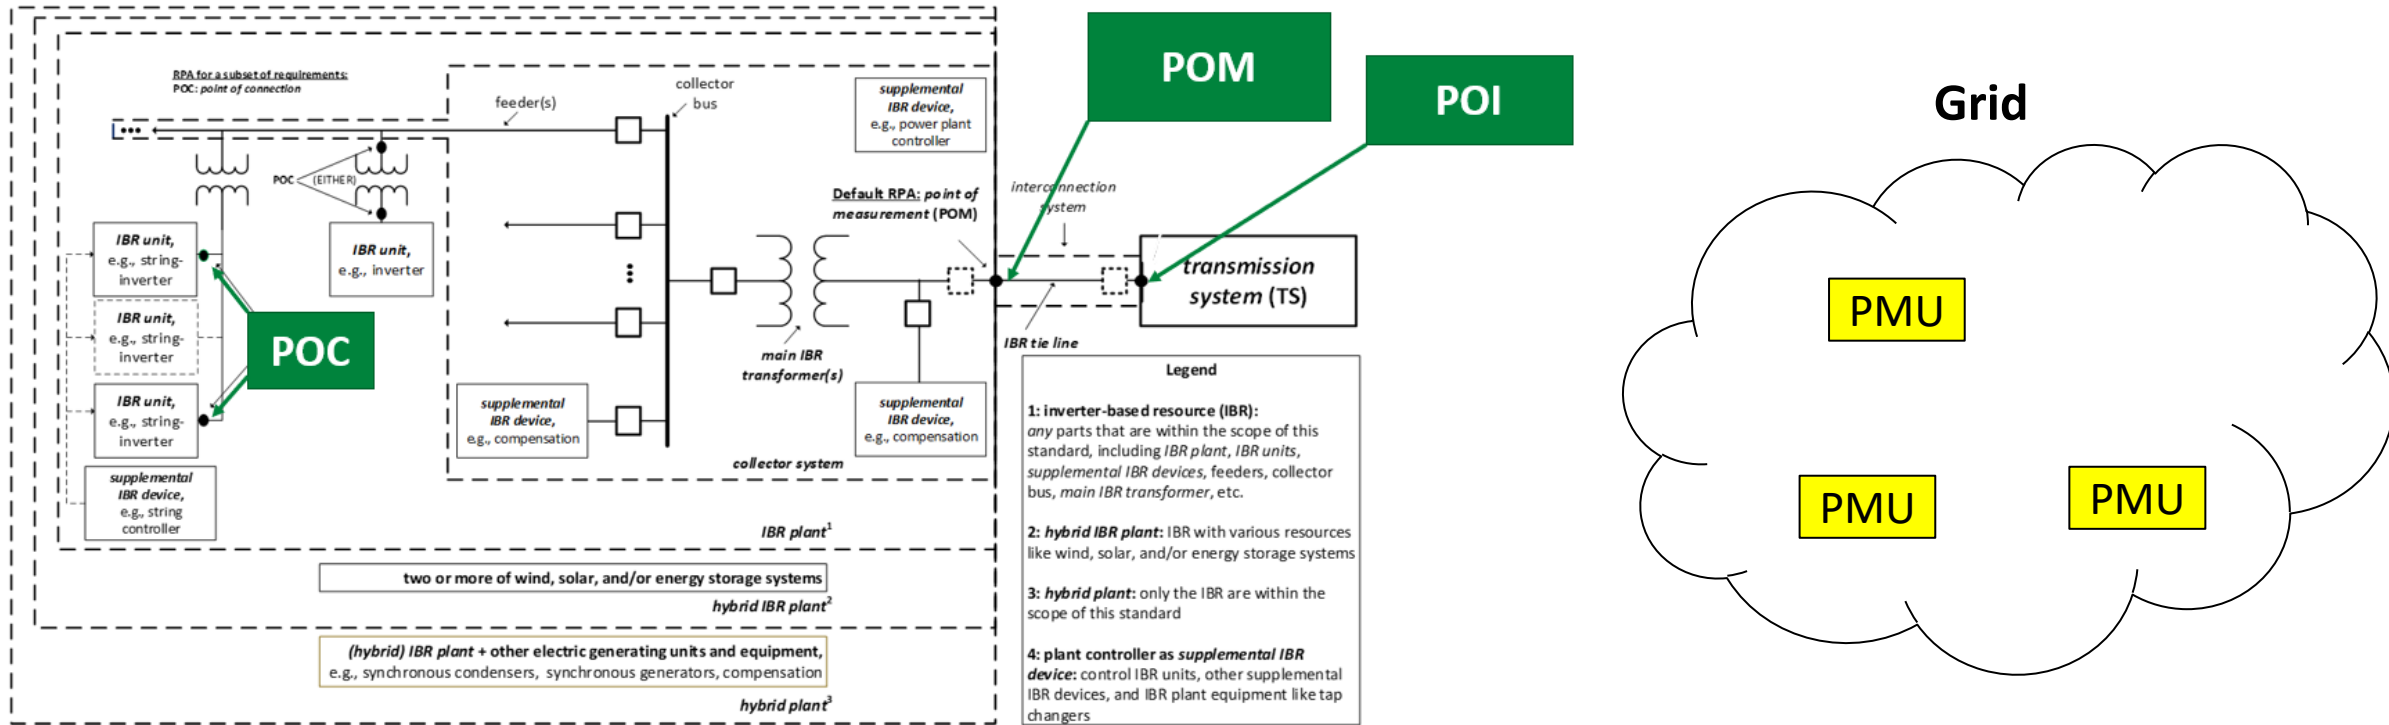 RPA for a subset of requirements:
POC: point of connection
feeder(s)
collector
bus
supplemental
IBR device,
e.g., power plant
controller
POM
POI
Grid
POC
(EITHER)
Default RPA: point of
measurement (POM)
interconnection
system
IBR unit,
e.g., string-
inverter
IBR unit,
e.g., inverter
IBR unit,
e.g., string-
inverter
POC
IBR unit,
e.g., string-
inverter
supplemental
IBR device,
e.g., string
controller
supplemental
IBR device,
e.g., compensation
main IBR
transformer(s)
supplemental
IBR device,
e.g., compensation
collector system
transmission
system (TS)
IBR tie line
IBR plant1
two or more of wind, solar, and/or energy storage systems
hybrid IBR plant2
(hybrid) IBR plant + other electric generating units and equipment,
e.g., synchronous condensers, synchronous generators, compensation
hybrid plant3
Legend
1: inverter-based resource (IBR):
any parts that are within the scope of this
standard, including IBR plant, IBR units,
supplemental IBR devices, feeders, collector
bus, main IBR transformer, etc.
2: hybrid IBR plant: IBR with various resources
like wind, solar, and/or energy storage systems
3: hybrid plant: only the IBR are within the
scope of this standard
4: plant controller as supplemental IBR
device: control IBR units, other supplemental
IBR devices, and IBR plant equipment like tap
changers
PMU
PMU
PMU